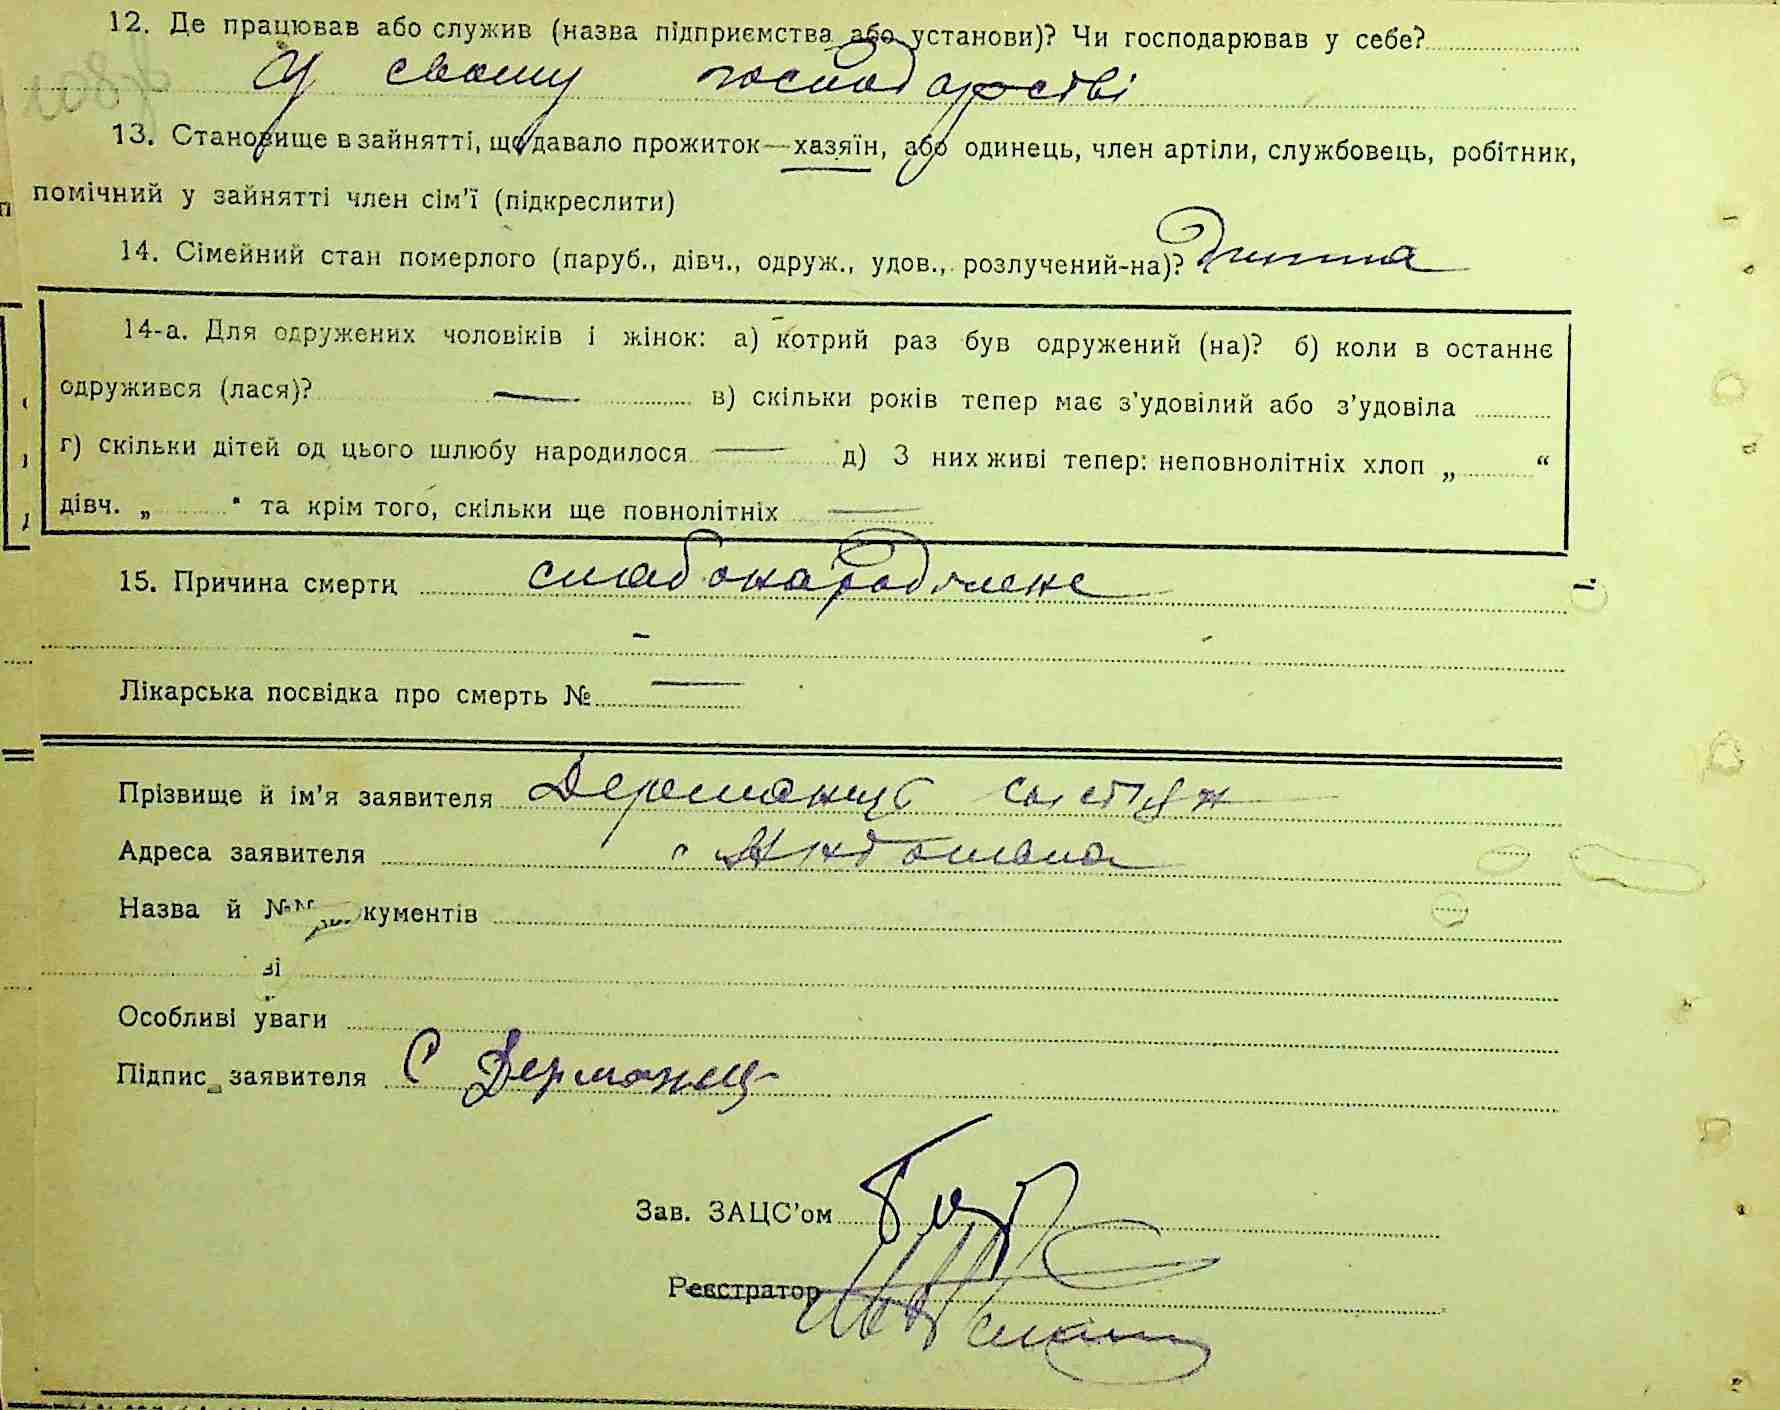 12. Де працював або служив (назва підприємства або установи)? Чи господарював у себе?
У своєму господарстві
13. Становище в зайнятті, що давало прожиток—хазяїн, або одинець, член артіли, службовець, робітник,
помічний у зайнятті член сім'ї (підкреслити)
14. Сімейний стан померлого (паруб., дівч., одруж., удов., розлучений-на)? Дитина
14-а. Для одружених чоловіків і жінок: а) котрий раз був одружений (на)? б) коли в останнє
одружився (лася)? — в) скільки років тепер має з'удовілий або з'удовіла
г) скільки дітей од цього шлюбу народилося — д) З них живі тепер: неповнолітніх хлоп „ “
дівч. „ “ та крім того, скільки ще повнолітніх —
15. Причина смерти слабонароджене
Лікарська посвідка про смерть № —
Прізвище й ім'я заявителя
Адреса заявителя с
Назва й №№ кументів
ві
Особливі уваги
Підпис заявителя С Дерманец
Зав. ЗАЦС'ом
Реєстратор